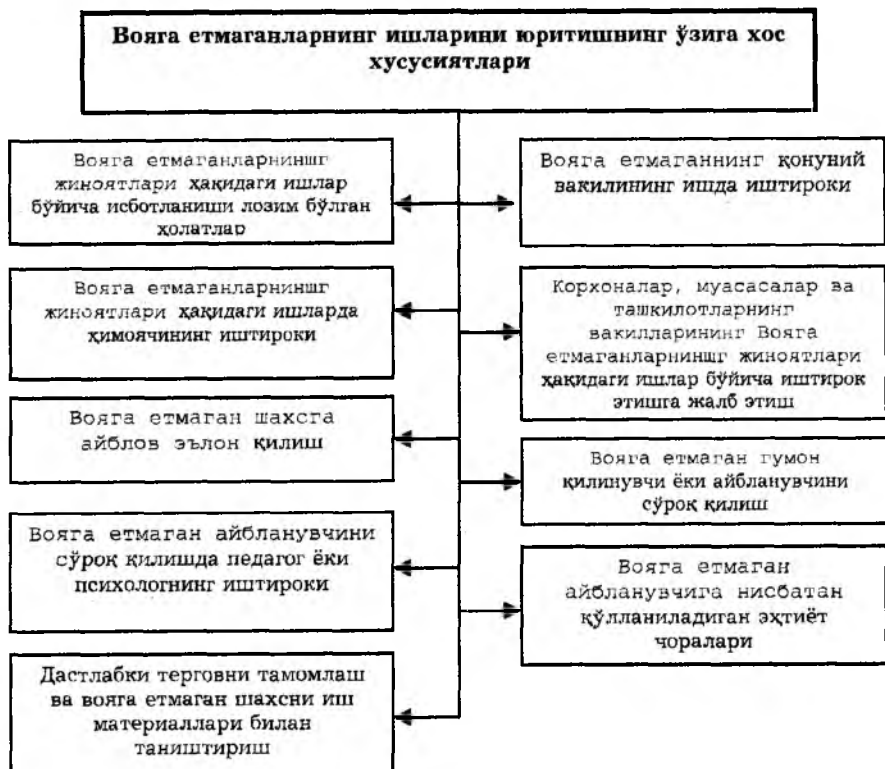 Вояга етмаганларнинг ишларини юритишнинг ўзига хос
хусусиятлари
Вояга етмаганларниншг
жиноятлари ҳақидаги ишлар
бўйича исботланиши лозим бўлган
ҳолатлар
Вояга етмаганнинг қонуний
вакилининг ишда иштироки
Вояга етмаганларниншг
жиноятлари ҳақидаги ишларда
ҳимоячининг иштироки
Корхоналар, муасасалар ва
ташкилотларнинг
вакилларининг Вояга
етмаганларниншг жиноятлари
ҳақидаги ишлар бўйича иштирок
этишга жалб этиш
Вояга етмаган шахсга
айблов эълон қилиш
Вояга етмаган гумон
қилинувчи ёки айбланувчини
сўроқ қилиш
Вояга етмаган айбланувчини
сўроқ қилишда педагог ёки
психологнинг иштироки
Вояга етмаган
айбланувчига нисбатан
қўлланиладиган эҳтиёт
чоралари
Дастлабки терговни тамомлаш
ва вояга етмаган шахсни иш
материаллари билан
таништириш